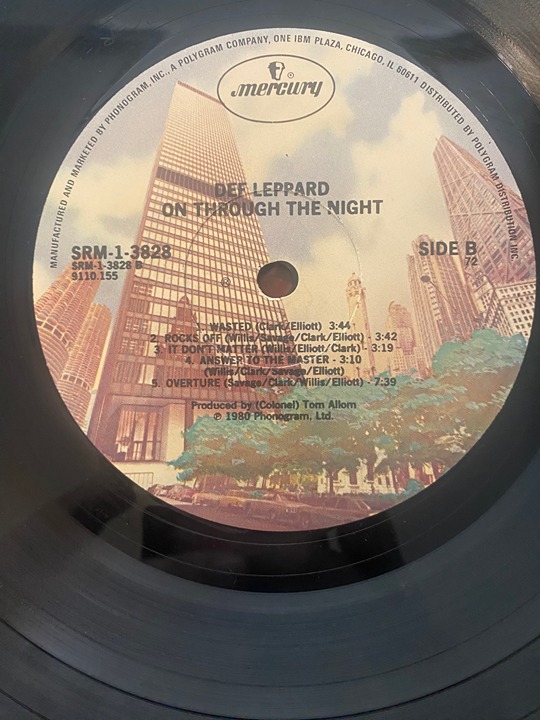 MANUFACTURED AND MARKETED BY PHONOGRAM, INC., A POLYGRAM COMPANY, ONE IBM PLAZA, CHICAGO, IL 60611 DISTRIBUTED BY POLYGRAM DISTRIBUTION, INC.
mercury®
DEF LEPPARD
ON THROUGH THE NIGHT
SRM-1-3828
SRM-1-3828 B
9110.155
SIDE B
72
1. WASTED (Clark/Elliott) 3:44
2. ROCKS OFF (Willis/Savage/Clark/Elliott) - 3:42
3. IT DON'T MATTER (Willis/Elliott/Clark) - 3:19
4. ANSWER TO THE MASTER - 3:10
(Willis/Clark/Savage/Elliott)
5. OVERTURE (Savage/Clark/Willis/Elliott) - 7:39
Produced by (Colonel) Tom Allom
℗ 1980 Phonogram, Ltd.